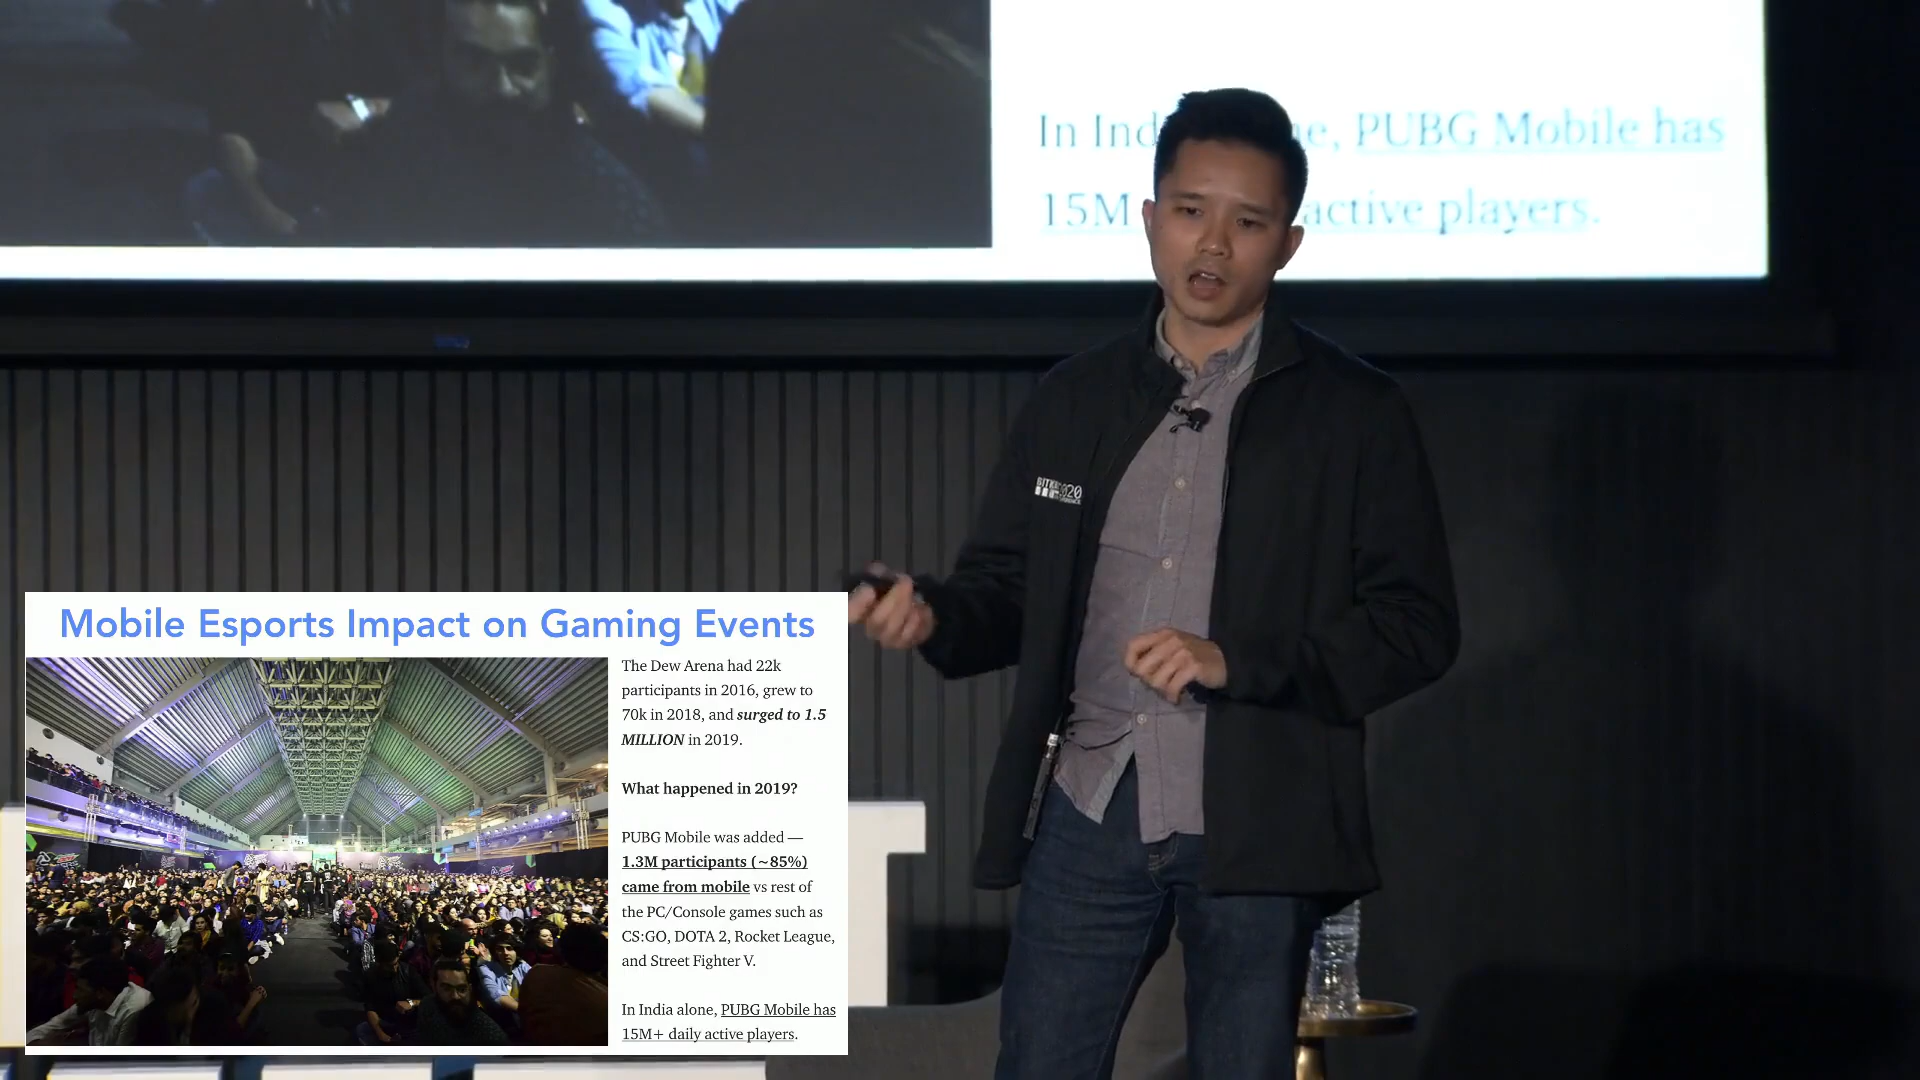 In Ind ne, PUBG Mobile has
15M active players.
2020
Mobile Esports Impact on Gaming Events
The Dew Arena had 22k
participants in 2016, grew to
70k in 2018, and surged to 1.5
MILLION in 2019.
What happened in 2019?
PUBG Mobile was added —
1.3M participants (~85%)
came from mobile vs rest of
the PC/Console games such as
CS:GO, DOTA 2, Rocket League,
and Street Fighter V.
In India alone, PUBG Mobile has
15M+ daily active players.